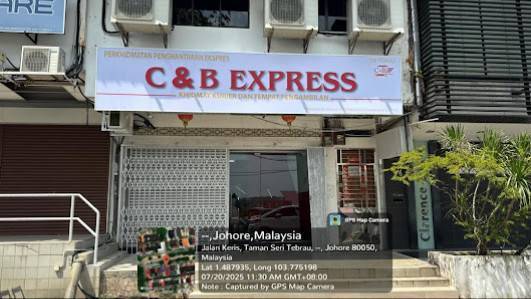 ARE
PERKHIDMATAN PENGHANTARAN EKSPRES
C & B EXPRESS
KHIDMAT KURIER DAN TEMPAT PENGAMBILAN
Clarence
GPS Map Camera
--,Johore,Malaysia
Jalan Keris, Taman Seri Tebrau, --, Johore 80050,
Malaysia
Lat 1.487935, Long 103.775198
07/20/2025 11:30 AM GMT+08:00
Note : Captured by GPS Map Camera